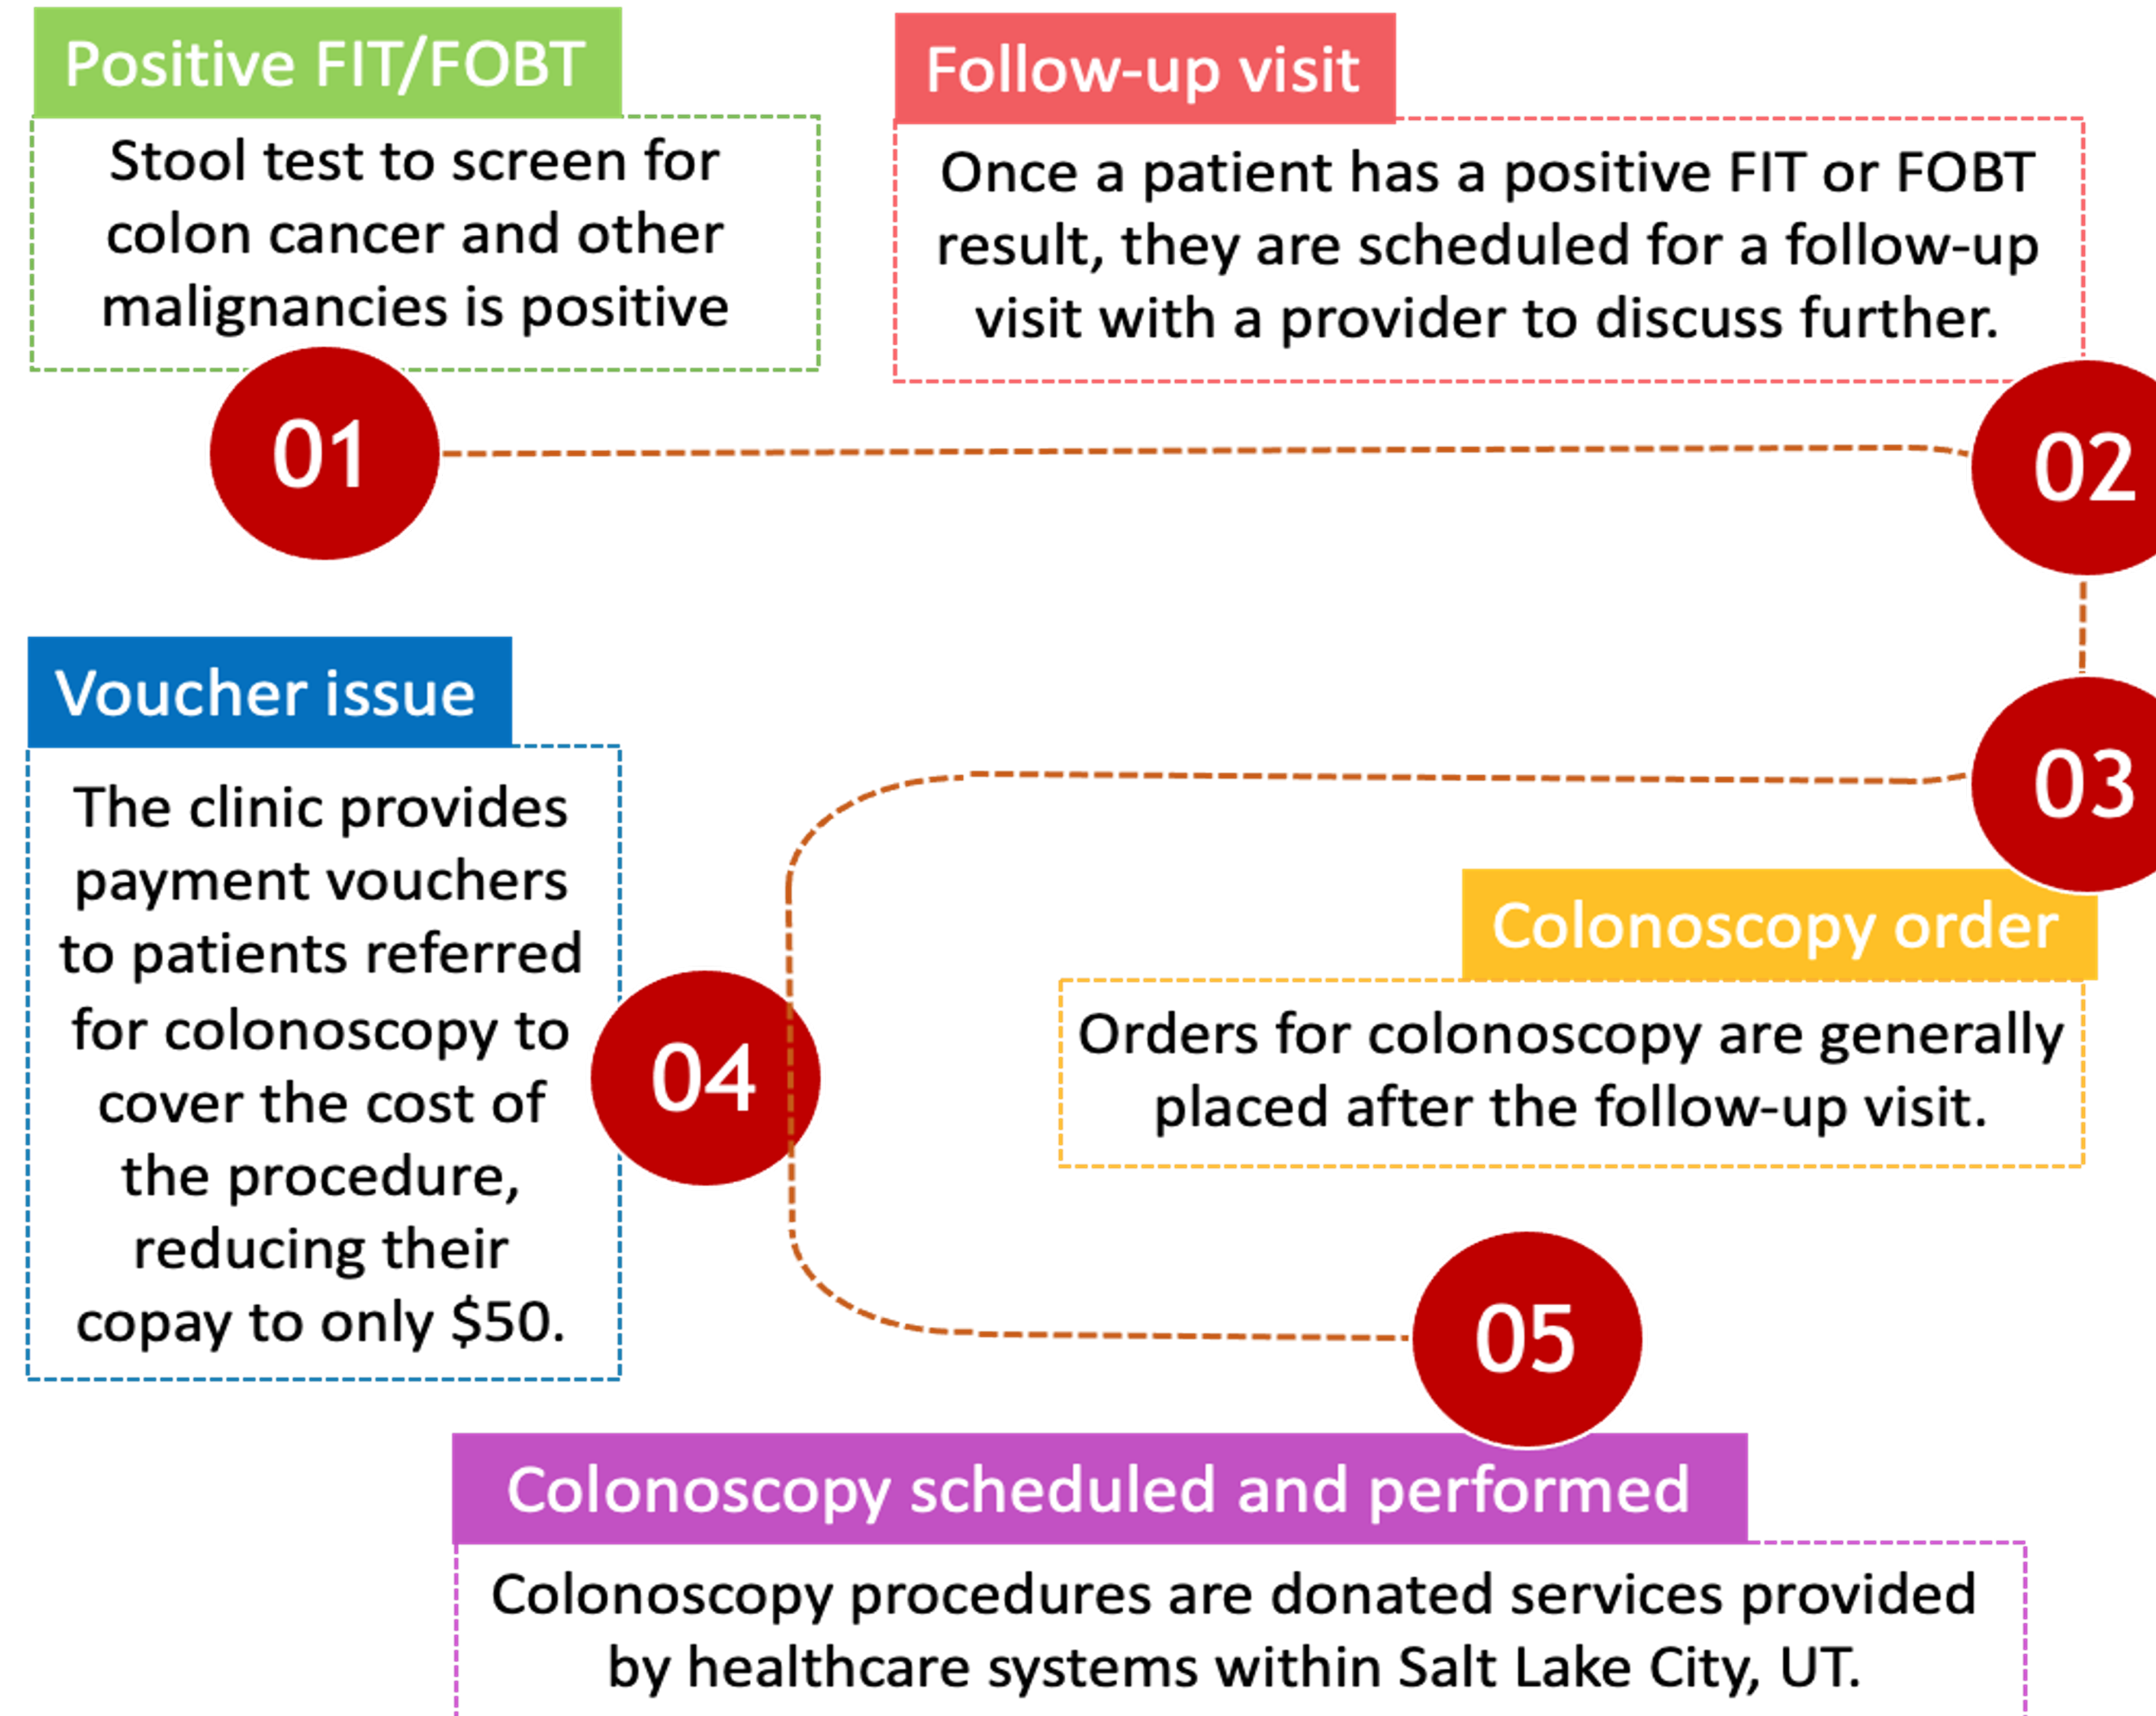 Positive FIT/FOBT
Stool test to screen for
colon cancer and other
malignancies is positive
01
Follow-up visit
Once a patient has a positive FIT or FOBT
result, they are scheduled for a follow-up
visit with a provider to discuss further.
02
03
Colonoscopy order
Orders for colonoscopy are generally
placed after the follow-up visit.
Voucher issue
The clinic provides
payment vouchers
to patients referred
for colonoscopy to
cover the cost of
the procedure,
reducing their
copay to only $50.
04
05
Colonoscopy scheduled and performed
Colonoscopy procedures are donated services provided
by healthcare systems within Salt Lake City, UT.